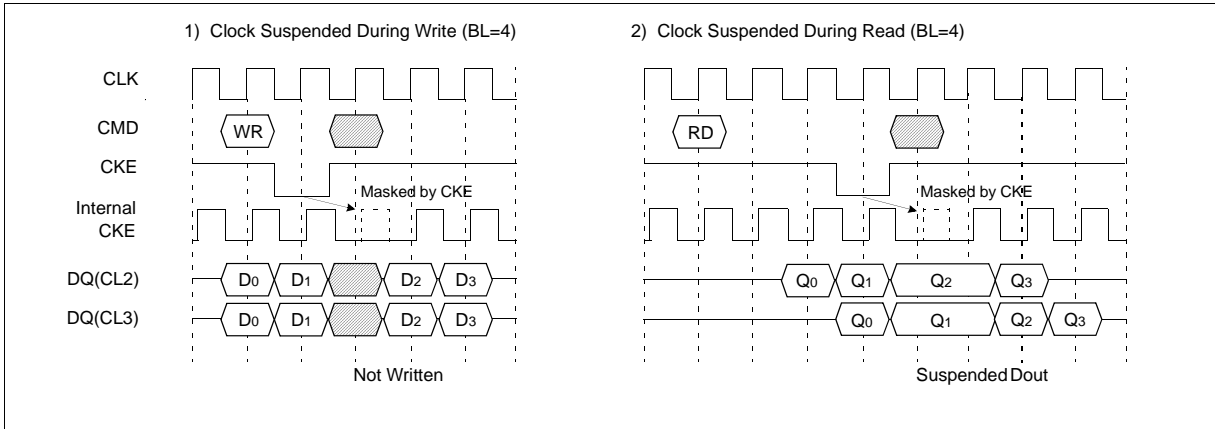 1) Clock Suspended During Write (BL=4)
2) Clock Suspended During Read (BL=4)
CLK
CMD
WR
RD
CKE
Masked by CKE
Masked by CKE
Internal
CKE
DQ(CL2)
D0 D1 D2 D3
Q0 Q1 Q2 Q3
DQ(CL3)
D0 D1 D2 D3
Q0 Q1 Q2 Q3
Not Written
Suspended Dout